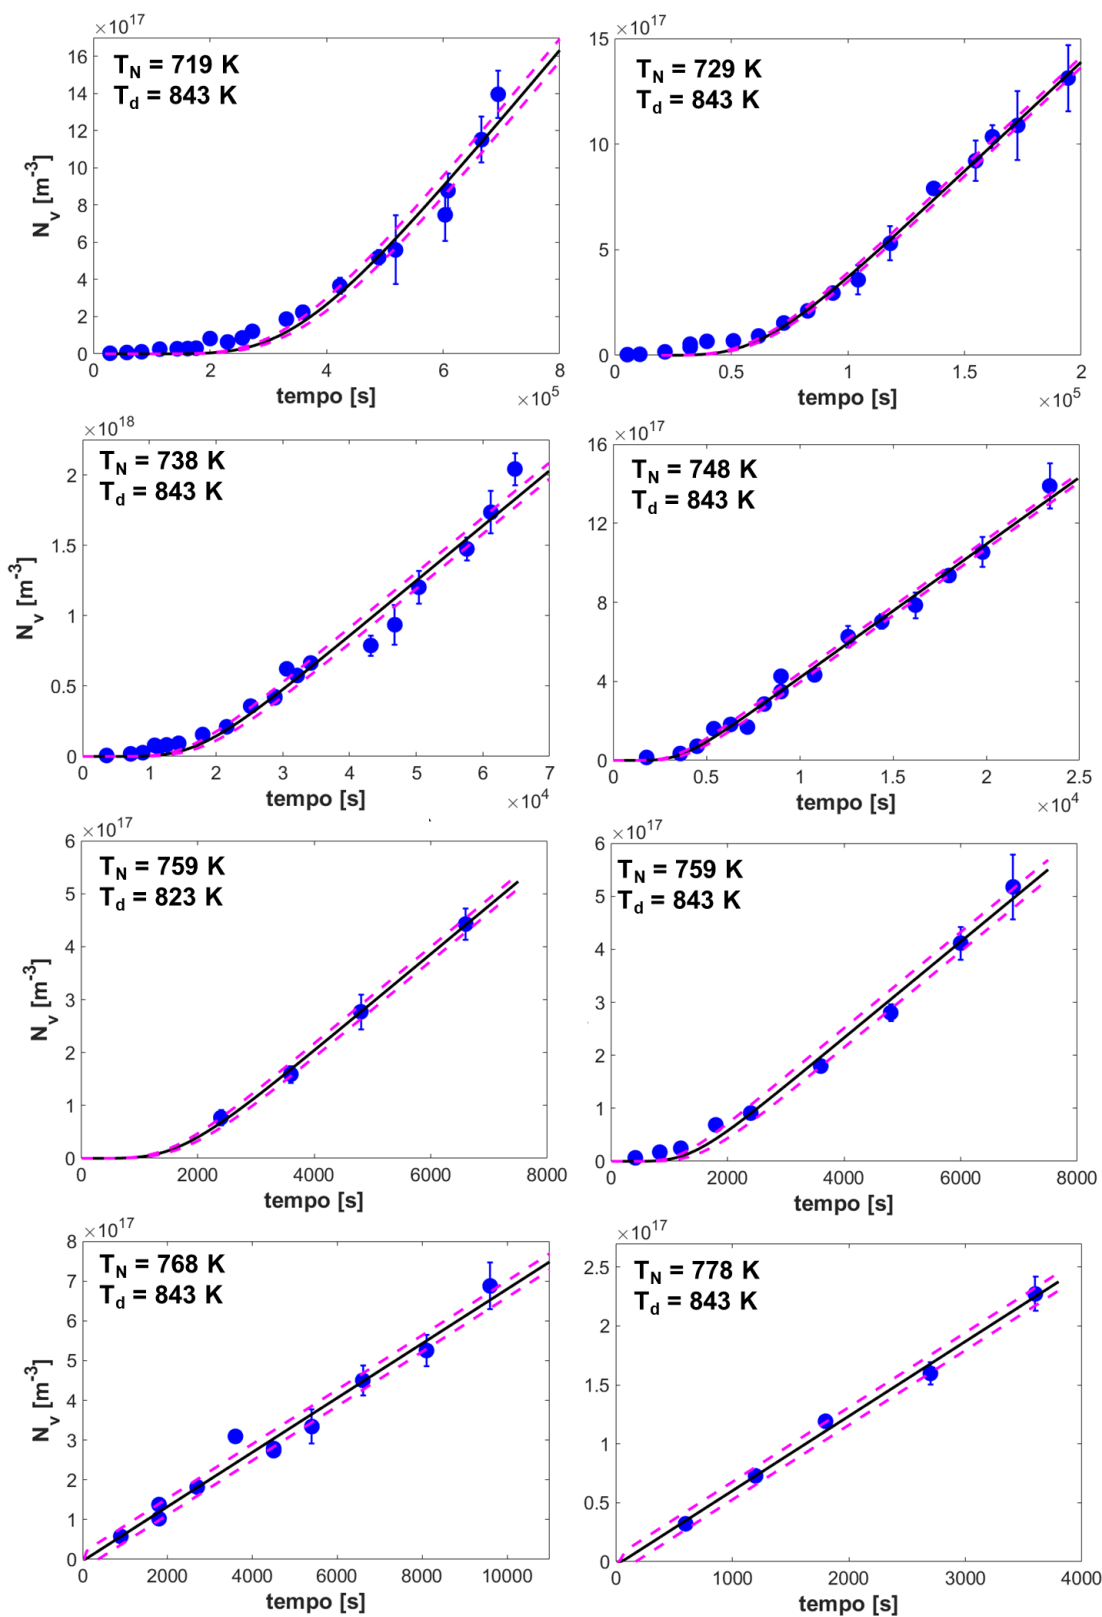 ×10^17
T_N = 719 K
T_d = 843 K
N_v [m^-3]
16
14
12
10
8
6
4
2
0
0 2 4 6 8
tempo [s]
×10^5
×10^17
T_N = 729 K
T_d = 843 K
15
10
5
0
0 0.5 1 1.5 2
tempo [s]
×10^5
×10^18
T_N = 738 K
T_d = 843 K
N_v [m^-3]
2
1.5
1
0.5
0
0 1 2 3 4 5 6 7
tempo [s]
×10^4
×10^17
T_N = 748 K
T_d = 843 K
16
12
8
4
0
0 0.5 1 1.5 2 2.5
tempo [s]
×10^4
×10^17
T_N = 759 K
T_d = 823 K
N_v [m^-3]
6
5
4
3
2
1
0
0 2000 4000 6000 8000
tempo [s]
×10^17
T_N = 759 K
T_d = 843 K
6
5
4
3
2
1
0
0 2000 4000 6000 8000
tempo [s]
×10^17
T_N = 768 K
T_d = 843 K
N_v [m^-3]
8
7
6
5
4
3
2
1
0
0 2000 4000 6000 8000 10000
tempo [s]
×10^17
T_N = 778 K
T_d = 843 K
2.5
2
1.5
1
0.5
0
0 1000 2000 3000 4000
tempo [s]